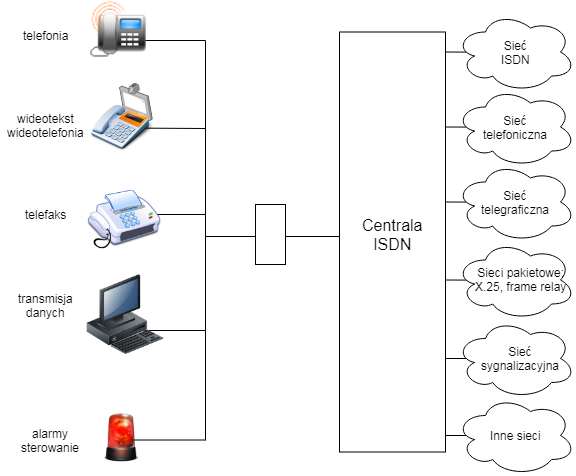 telefonia
wideotekst
wideotelefonia
telefaks
transmisja
danych
alarmy
sterowanie
Centrala
ISDN
Sieć
ISDN
Sieć
telefoniczna
Sieć
telegraficzna
Sieci pakietowe:
X.25, frame relay
Sieć
sygnalizacyjna
Inne sieci